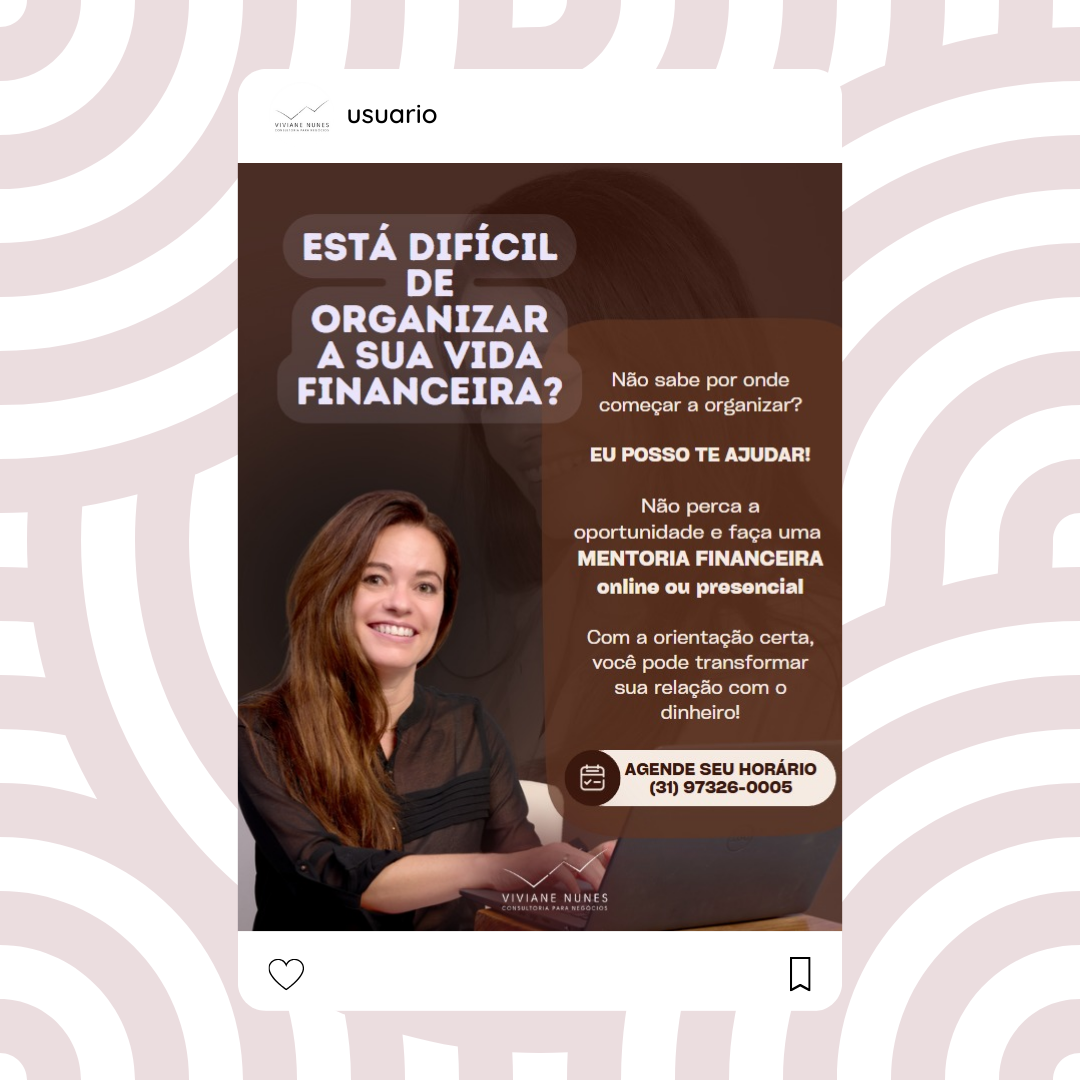 VIVIANE NUNES
CONSULTORIA PARA NEGÓCIOS
usuario
ESTÁ DIFÍCIL
DE
ORGANIZAR
A SUA VIDA
FINANCEIRA?
Não sabe por onde
começar a organizar?
EU POSSO TE AJUDAR!
Não perca a
oportunidade e faça uma
MENTORIA FINANCEIRA
online ou presencial
Com a orientação certa,
você pode transformar
sua relação com o
dinheiro!
AGENDE SEU HORÁRIO
(31) 97326-0005
VIVIANE NUNES
CONSULTORIA PARA NEGÓCIOS